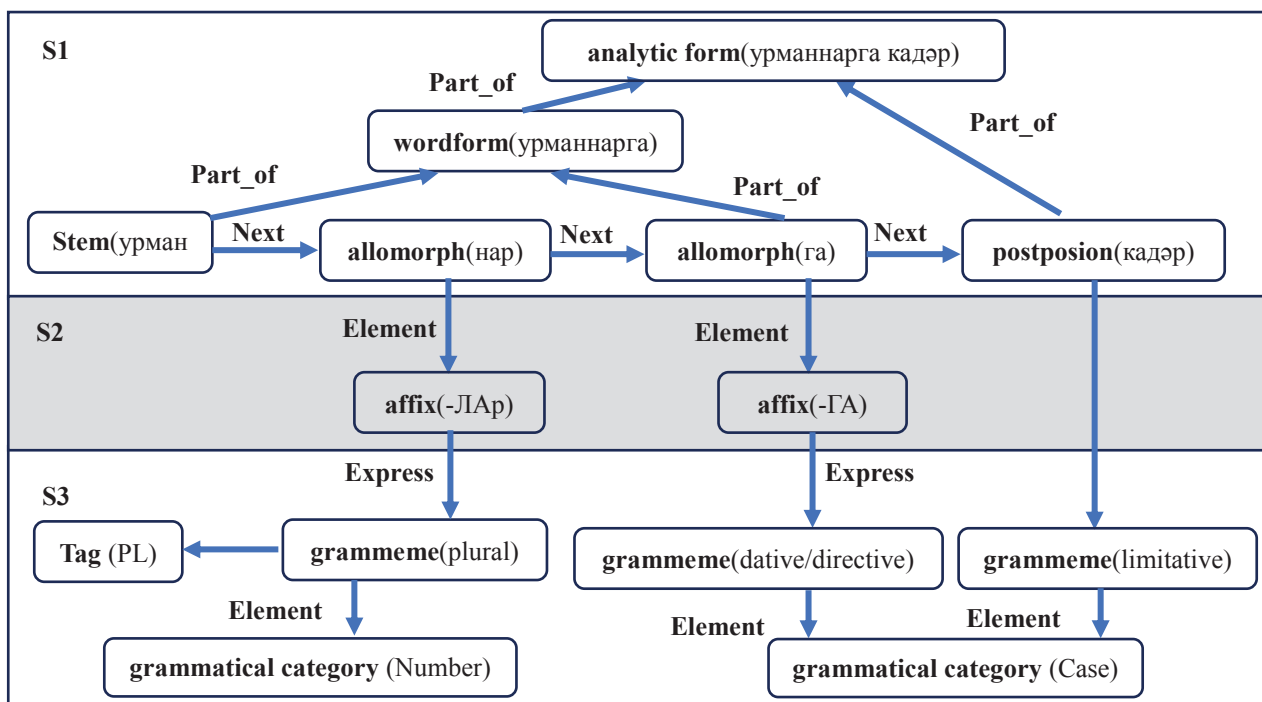 S1
analytic form(урманнарга кадәр)
Part_of
wordform(урманнарга)
Part_of
Part_of
Part_of
Stem(урман
Next
allomorph(нар)
Next
allomorph(га)
Next
postposion(кадәр)
S2
Element
Element
affix(-ЛАр)
affix(-ГА)
Express
Express
S3
Tag (PL)
grammeme(plural)
grammeme(dative/directive)
grammeme(limitative)
Element
Element
Element
grammatical category (Number)
grammatical category (Case)